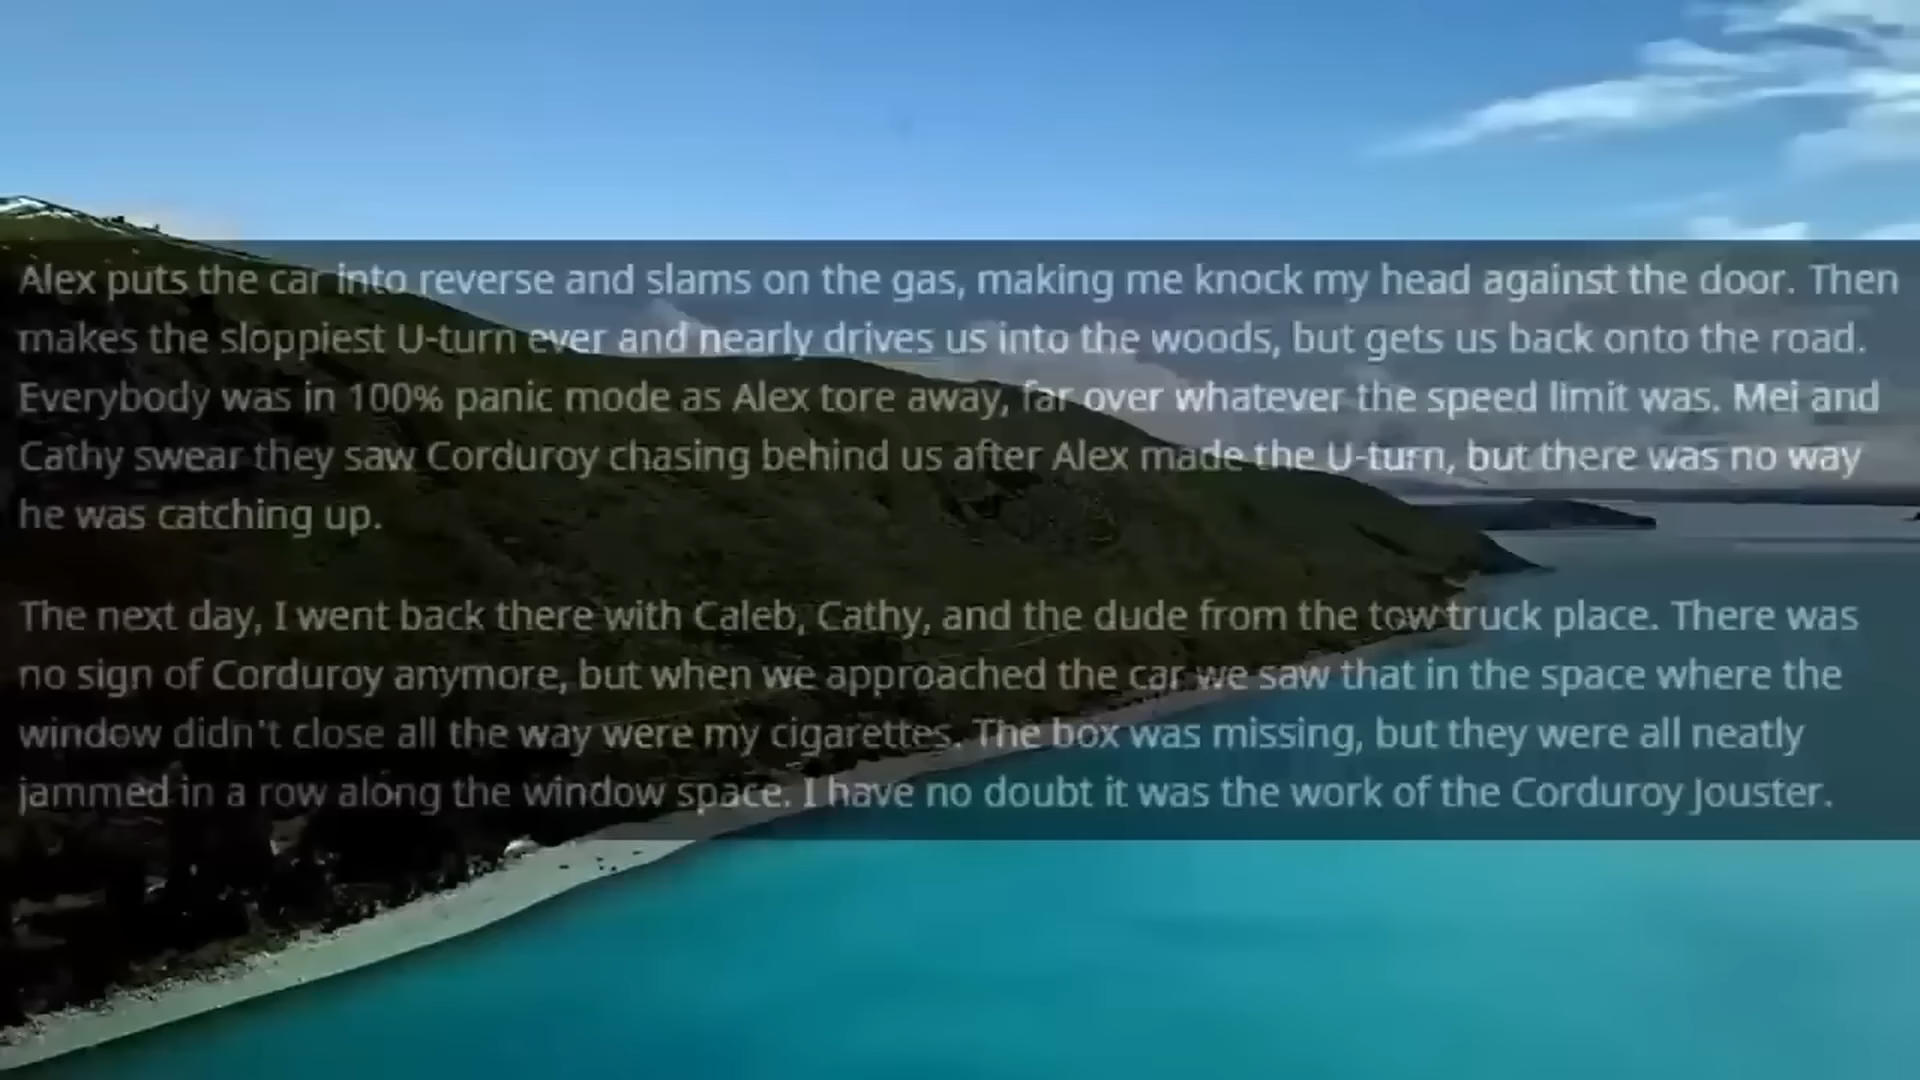 Alex puts the car into reverse and slams on the gas, making me knock my head against the door. Then
makes the sloppiest U-turn ever and nearly drives us into the woods, but gets us back onto the road.
Everybody was in 100% panic mode as Alex tore away, far over whatever the speed limit was. Mei and
Cathy swear they saw Corduroy chasing behind us after Alex made the U-turn, but there was no way
he was catching up.
The next day, I went back there with Caleb, Cathy, and the dude from the tow truck place. There was
no sign of Corduroy anymore, but when we approached the car we saw that in the space where the
window didn't close all the way were my cigarettes. The box was missing, but they were all neatly
jammed in a row along the window space. I have no doubt it was the work of the Corduroy Jouster.